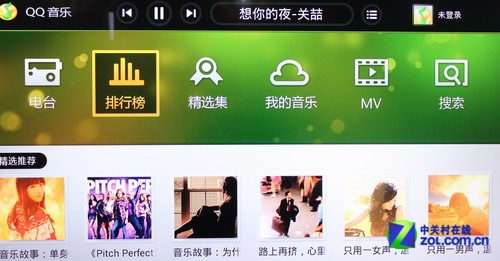 QQ 音乐
想你的夜-关喆
未登录
电台
排行榜
精选集
我的音乐
MV
搜索
精选推荐
PITCH PERF
音乐故事：单身
《Pitch Perfect
音乐故事：为什
路上再挤，心里
只用一女声，
只用一男声，
中关村在线
ZOL.COM.CN